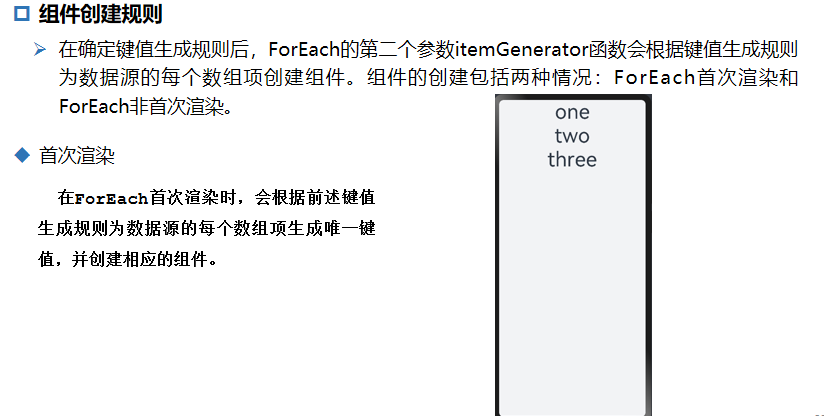 组件创建规则
在确定键值生成规则后，ForEach的第二个参数itemGenerator函数会根据键值生成规则
为数据源的每个数组项创建组件。组件的创建包括两种情况：ForEach首次渲染和
ForEach非首次渲染。
首次渲染
在ForEach首次渲染时，会根据前述键值
生成规则为数据源的每个数组项生成唯一键
值，并创建相应的组件。
one
two
three